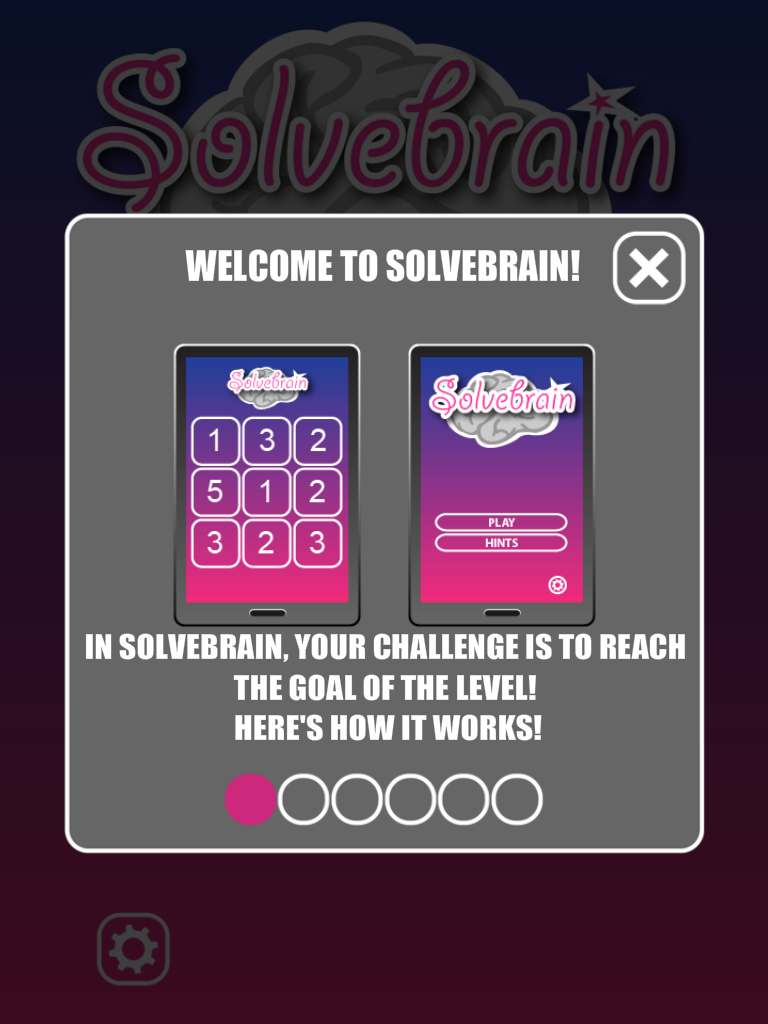 Solvebrain
WELCOME TO SOLVEBRAIN!
Solvebrain
1 3 2
5 1 2
3 2 3
Solvebrain
PLAY
HINTS
IN SOLVEBRAIN, YOUR CHALLENGE IS TO REACH
THE GOAL OF THE LEVEL!
HERE'S HOW IT WORKS!